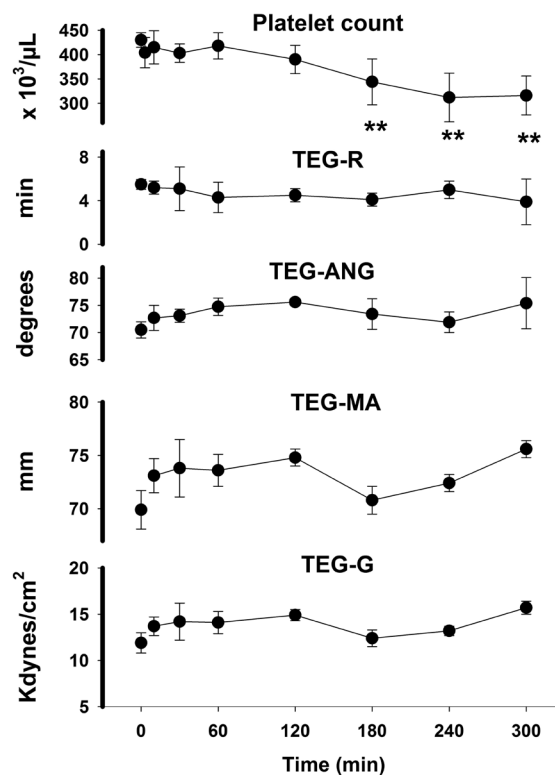 Platelet count
x 10³/µL
450
400
350
300
** ** **
TEG-R
min
8
4
0
TEG-ANG
degrees
80
75
70
65
TEG-MA
mm
80
75
70
TEG-G
Kdynes/cm²
20
15
10
5
0 60 120 180 240 300
Time (min)